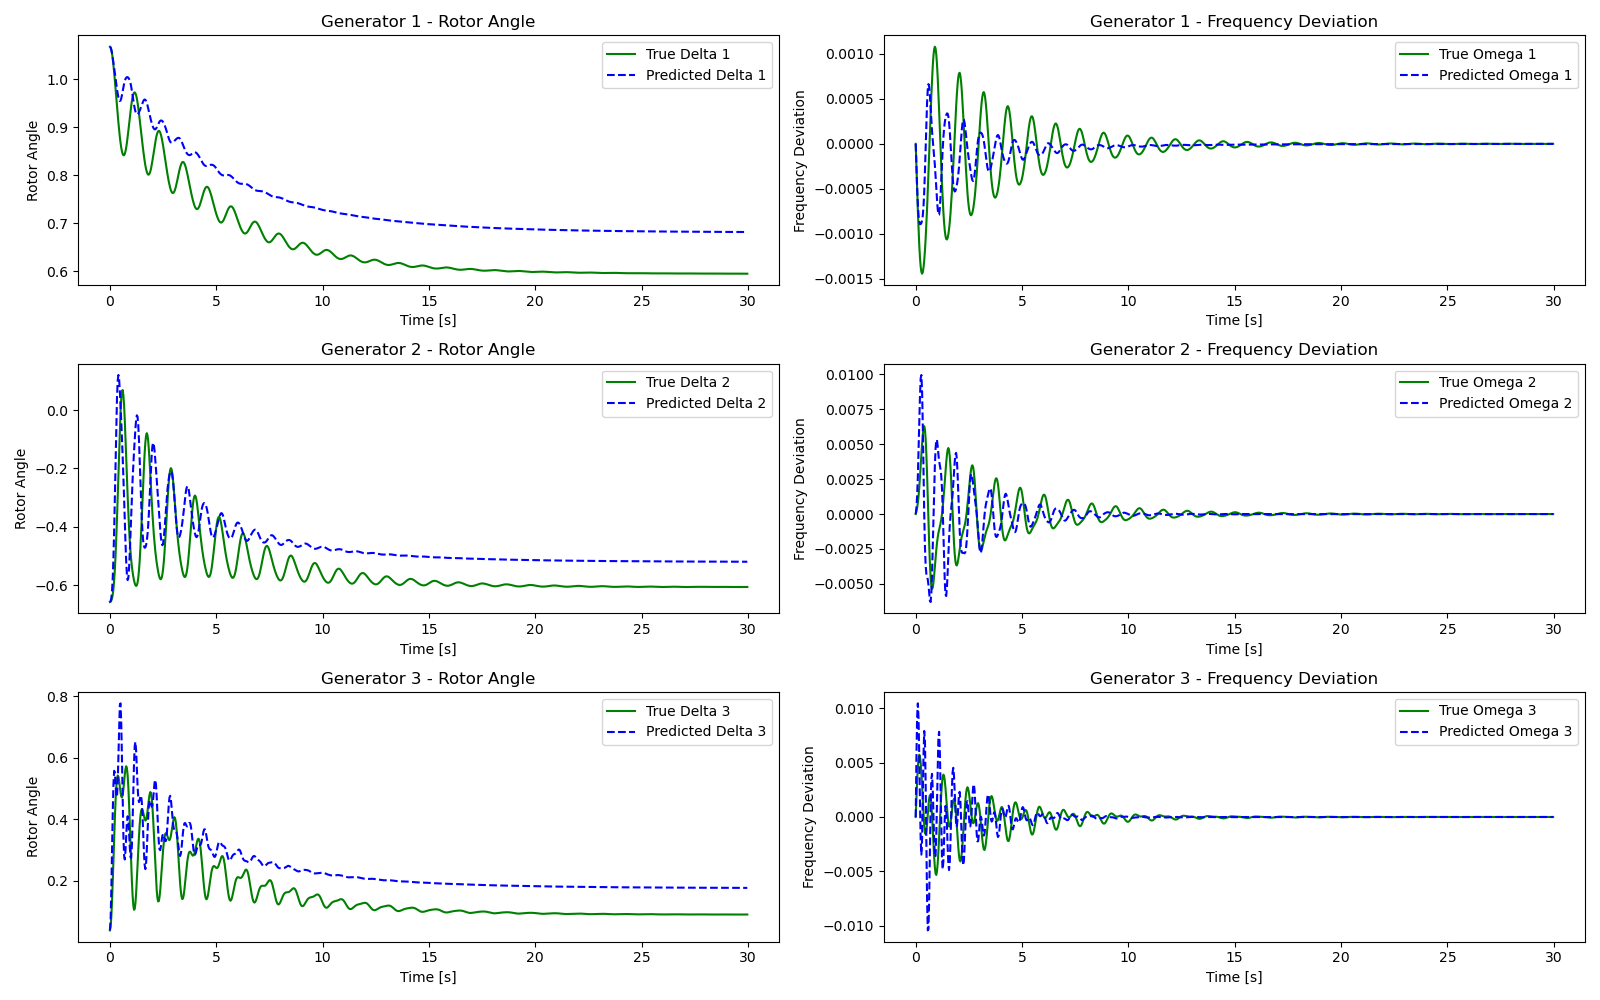 Generator 1 - Rotor Angle
True Delta 1
Predicted Delta 1
Rotor Angle
1.0
0.9
0.8
0.7
0.6
0 5 10 15 20 25 30
Time [s]
Generator 1 - Frequency Deviation
True Omega 1
Predicted Omega 1
Frequency Deviation
0.0010
0.0005
0.0000
−0.0005
−0.0010
−0.0015
0 5 10 15 20 25 30
Time [s]
Generator 2 - Rotor Angle
True Delta 2
Predicted Delta 2
Rotor Angle
0.0
−0.2
−0.4
−0.6
0 5 10 15 20 25 30
Time [s]
Generator 2 - Frequency Deviation
True Omega 2
Predicted Omega 2
Frequency Deviation
0.0100
0.0075
0.0050
0.0025
0.0000
−0.0025
−0.0050
0 5 10 15 20 25 30
Time [s]
Generator 3 - Rotor Angle
True Delta 3
Predicted Delta 3
Rotor Angle
0.8
0.6
0.4
0.2
0 5 10 15 20 25 30
Time [s]
Generator 3 - Frequency Deviation
True Omega 3
Predicted Omega 3
Frequency Deviation
0.010
0.005
0.000
−0.005
−0.010
0 5 10 15 20 25 30
Time [s]